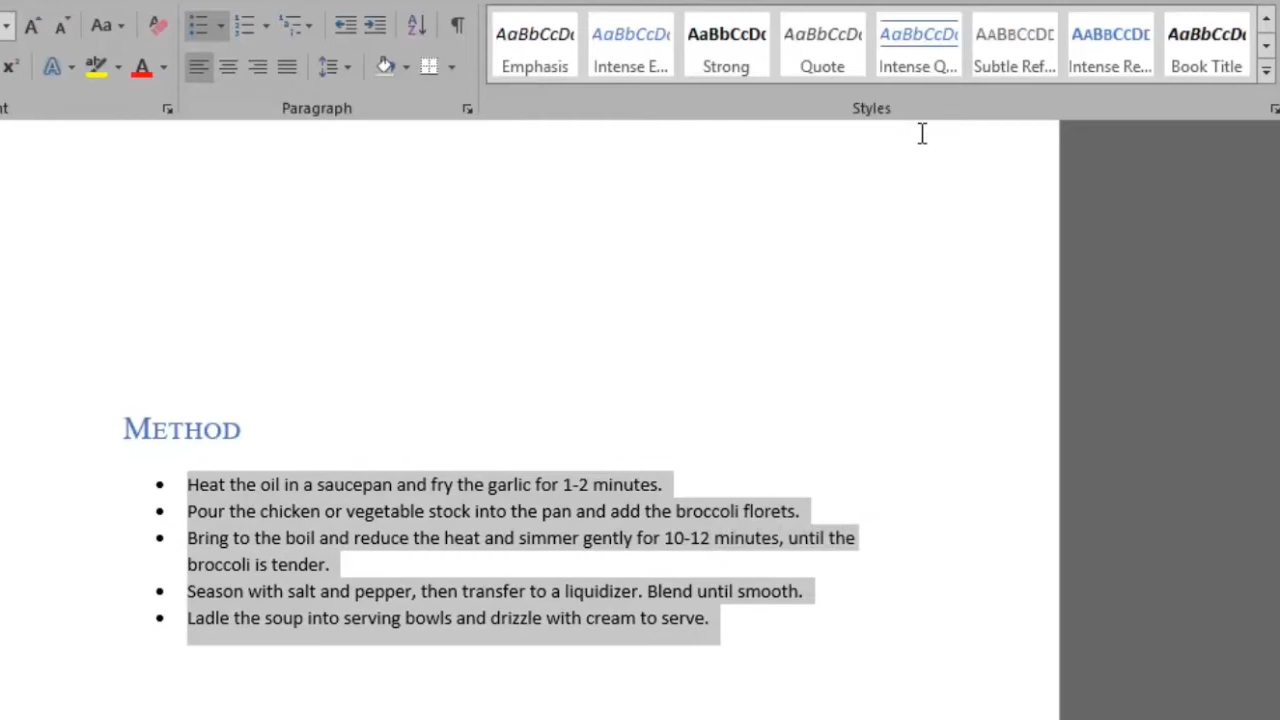 Aa
AaBbCcDc AaBbCcDc AaBbCcDc AaBbCcDc AaBbCcDc AABBCCDE AABBCCDC AaBbCcDc
Emphasis Intense E... Strong Quote Intense Q... Subtle Ref... Intense Re... Book Title
Paragraph Styles
METHOD
• Heat the oil in a saucepan and fry the garlic for 1-2 minutes.
• Pour the chicken or vegetable stock into the pan and add the broccoli florets.
• Bring to the boil and reduce the heat and simmer gently for 10-12 minutes, until the
broccoli is tender.
• Season with salt and pepper, then transfer to a liquidizer. Blend until smooth.
• Ladle the soup into serving bowls and drizzle with cream to serve.